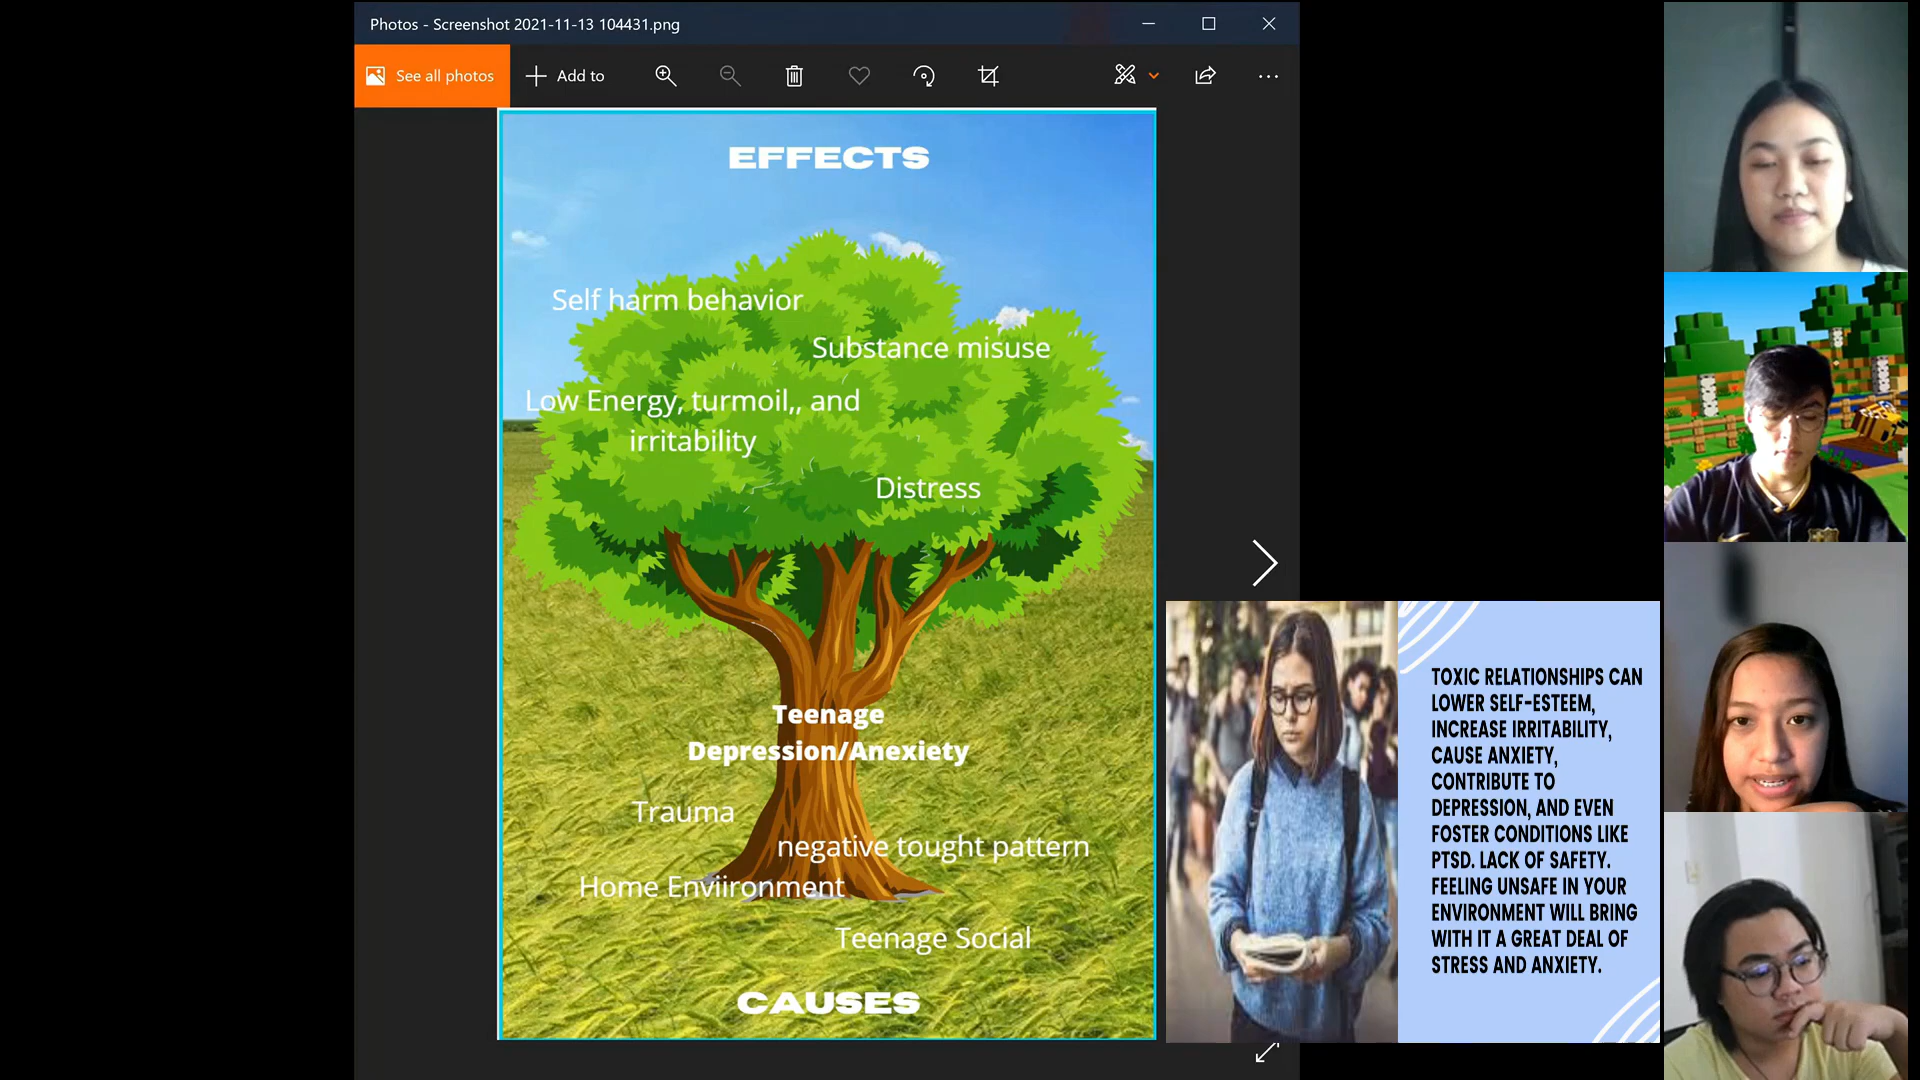 Photos - Screenshot 2021-11-13 104431.png
See all photos
Add to
EFFECTS
Self harm behavior
Substance misuse
Low Energy, turmoil,, and
irritability
Distress
Teenage
Depression/Anexiety
Trauma
negative tought pattern
Home Enviironment
Teenage Social
CAUSES
TOXIC RELATIONSHIPS CAN
LOWER SELF-ESTEEM,
INCREASE IRRITABILITY,
CAUSE ANXIETY,
CONTRIBUTE TO
DEPRESSION, AND EVEN
FOSTER CONDITIONS LIKE
PTSD. LACK OF SAFETY.
FEELING UNSAFE IN YOUR
ENVIRONMENT WILL BRING
WITH IT A GREAT DEAL OF
STRESS AND ANXIETY.